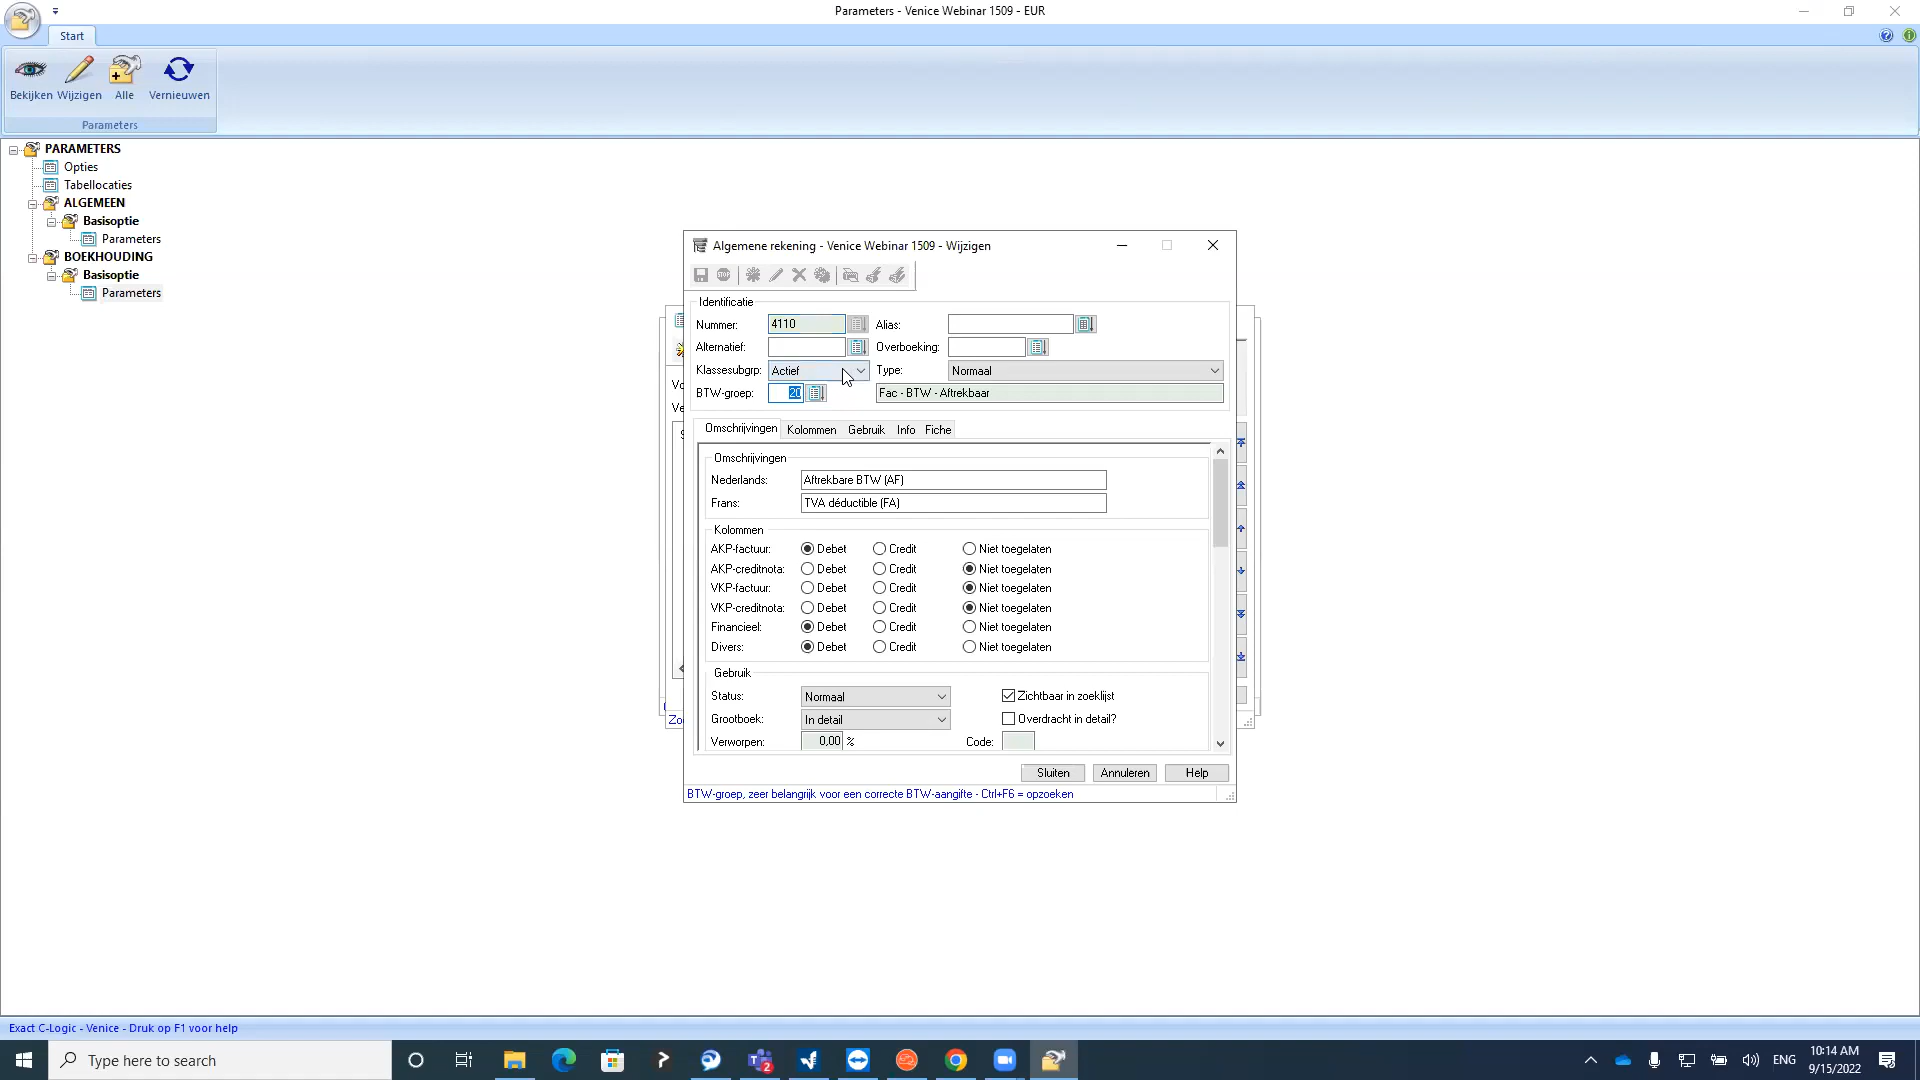 Parameters - Venice Webinar 1509 - EUR
Start
Bekijken Wijzigen Alle Vernieuwen
Parameters
PARAMETERS
Opties
Tabellocaties
ALGEMEEN
Basisoptie
Parameters
BOEKHOUDING
Basisoptie
Parameters
Algemene rekening - Venice Webinar 1509 - Wijzigen
STOP
Identificatie
Nummer: 4110 Alias:
Alternatief: Overboeking:
Klassesubgrp: Actief Type: Normaal
BTW-groep: 20 Fac - BTW - Aftrekbaar
Omschrijvingen Kolommen Gebruik Info Fiche
Omschrijvingen
Nederlands: Aftrekbare BTW (AF)
Frans: TVA déductible (FA)
Kolommen
AKP-factuur: Debet Credit Niet toegelaten
AKP-creditnota: Debet Credit Niet toegelaten
VKP-factuur: Debet Credit Niet toegelaten
VKP-creditnota: Debet Credit Niet toegelaten
Financieel: Debet Credit Niet toegelaten
Divers: Debet Credit Niet toegelaten
Gebruik
Status: Normaal Zichtbaar in zoeklijst
Grootboek: In detail Overdracht in detail?
Verworpen: 0,00 % Code:
Sluiten Annuleren Help
BTW-groep, zeer belangrijk voor een correcte BTW-aangifte - Ctrl+F6 = opzoeken
Exact C-Logic - Venice - Druk op F1 voor help
Type here to search
2
ENG
10:14 AM
9/15/2022